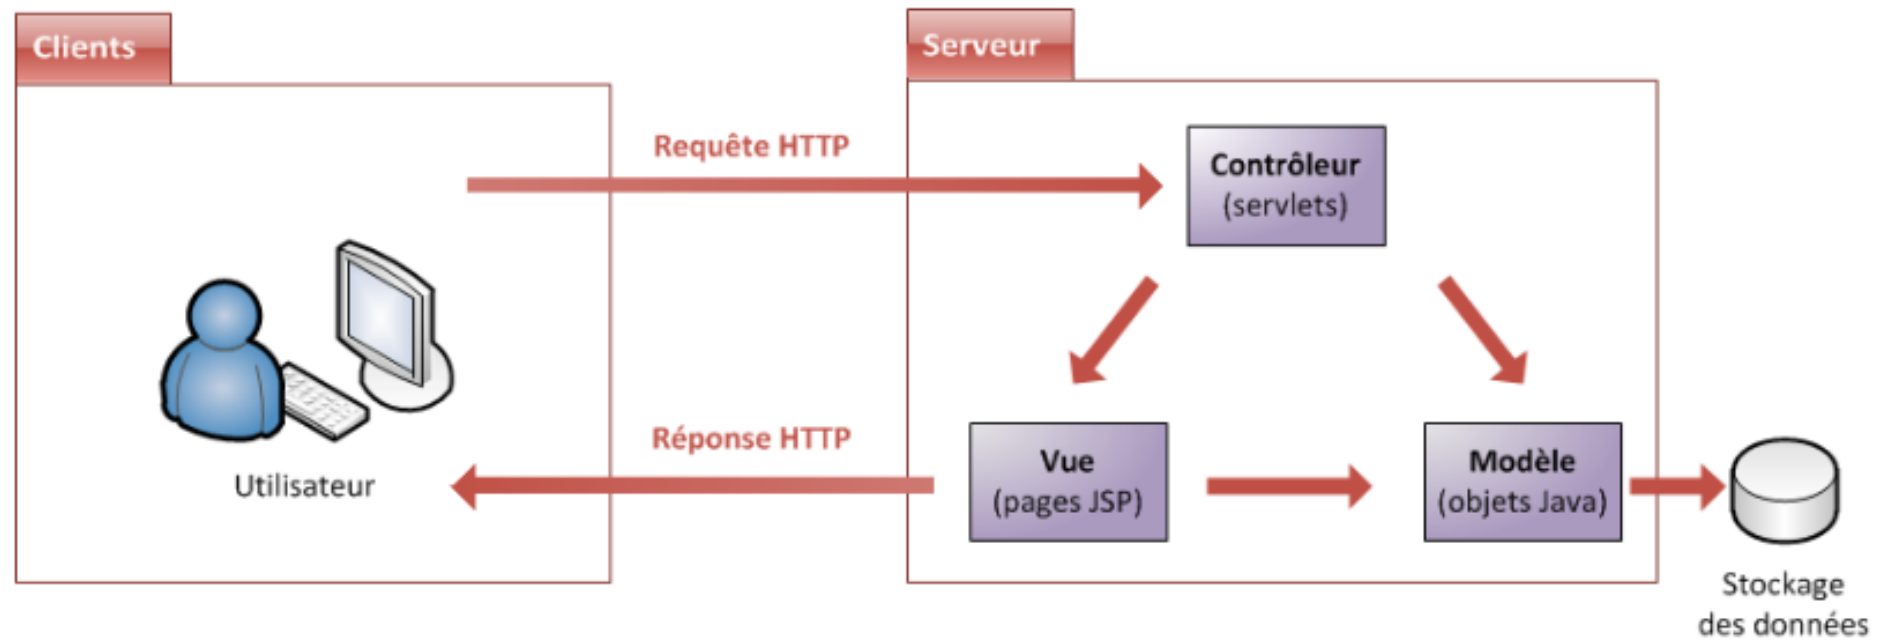 Clients
Serveur
Requête HTTP
Contrôleur
(servlets)
Réponse HTTP
Utilisateur
Vue
(pages JSP)
Modèle
(objets Java)
Stockage
des données